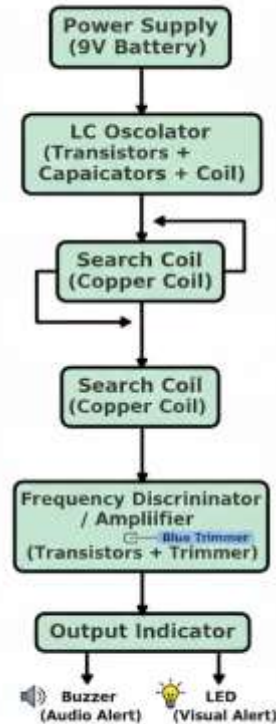 Power Supply
(9V Battery)
LC Oscolator
(Transistors +
Capaicators + Coil)
Search Coil
(Copper Coil)
Search Coil
(Copper Coil)
Frequency Discrininator
/ Ampliifier
Blue Trimmer
(Transistors + Trimmer)
Output Indicator
Buzzer
(Audio Alert)
LED
(Visual Alert)